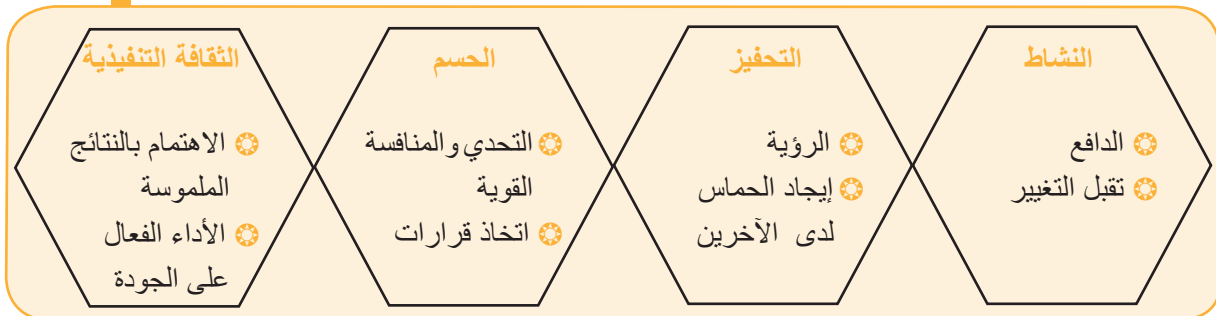 النشاط
الدافع
تقبل التغيير
التحفيز
الرؤية
إيجاد الحماس
لدى الآخرين
الحسم
التحدي والمنافسة
القوية
اتخاذ قرارات
الثقافة التنفيذية
الاهتمام بالنتائج
الملموسة
الأداء الفعال
على الجودة